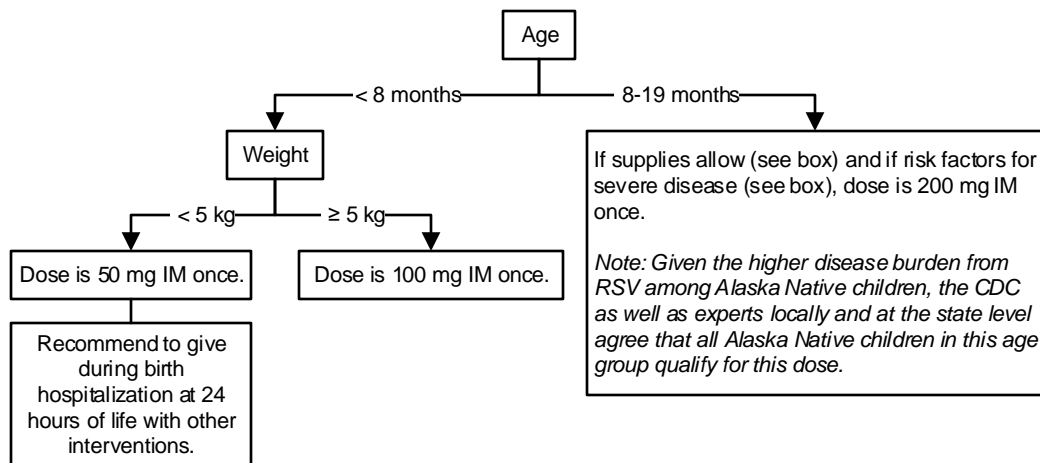 Age
< 8 months
8-19 months
Weight
If supplies allow (see box) and if risk factors for
severe disease (see box), dose is 200 mg IM
once.
Note: Given the higher disease burden from
RSV among Alaska Native children, the CDC
as well as experts locally and at the state level
agree that all Alaska Native children in this age
group qualify for this dose.
< 5 kg
≥ 5 kg
Dose is 50 mg IM once.
Dose is 100 mg IM once.
Recommend to give
during birth
hospitalization at 24
hours of life with other
interventions.